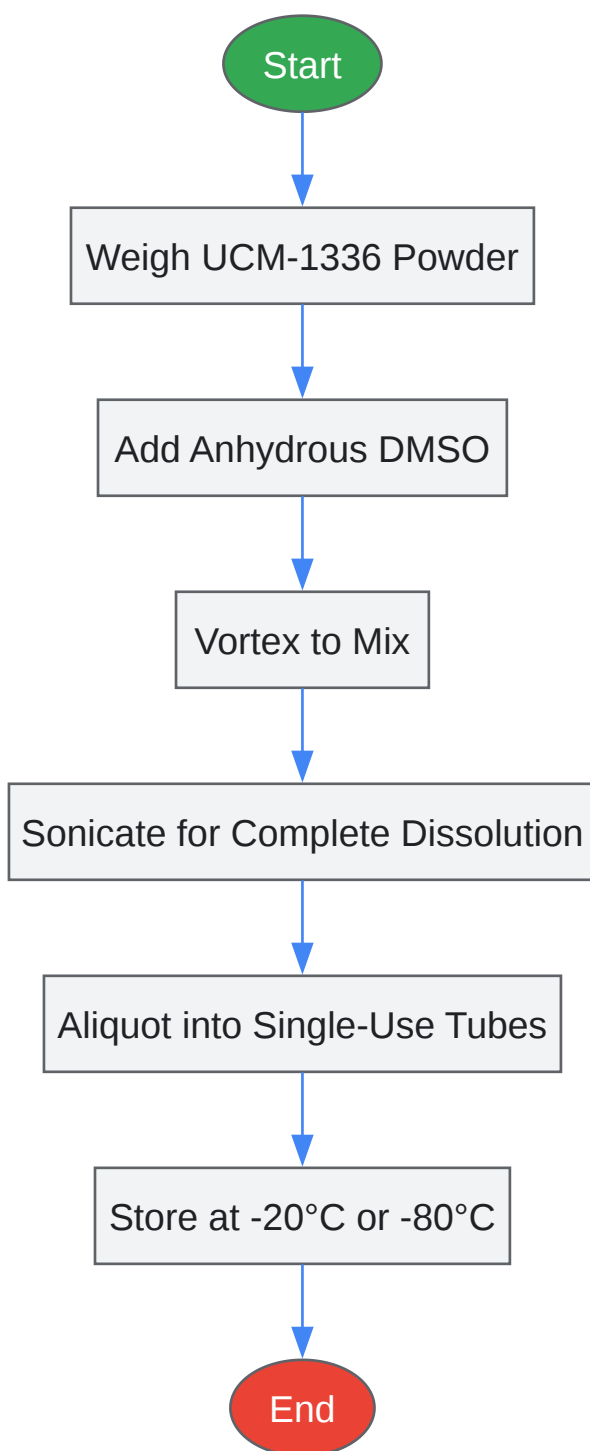 Start
Weigh UCM-1336 Powder
Add Anhydrous DMSO
Vortex to Mix
Sonicate for Complete Dissolution
Aliquot into Single-Use Tubes
Store at -20°C or -80°C
End